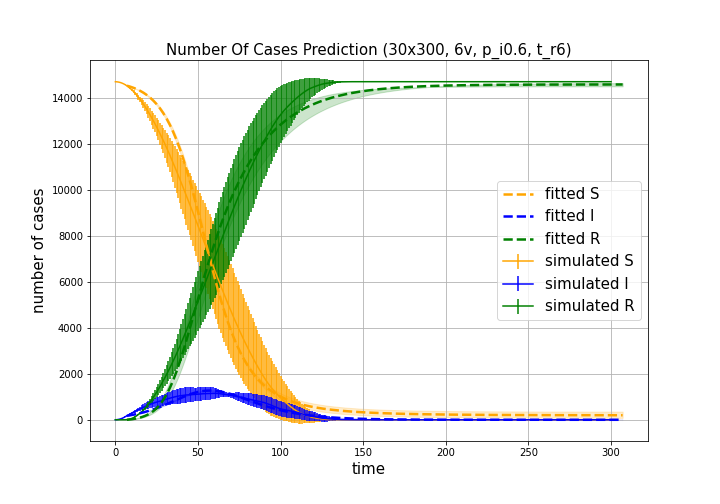 Number Of Cases Prediction (30x300, 6v, p_i0.6, t_r6)
number of cases
14000
12000
10000
8000
6000
4000
2000
0
fitted S
fitted I
fitted R
simulated S
simulated I
simulated R
0 50 100 150 200 250 300
time